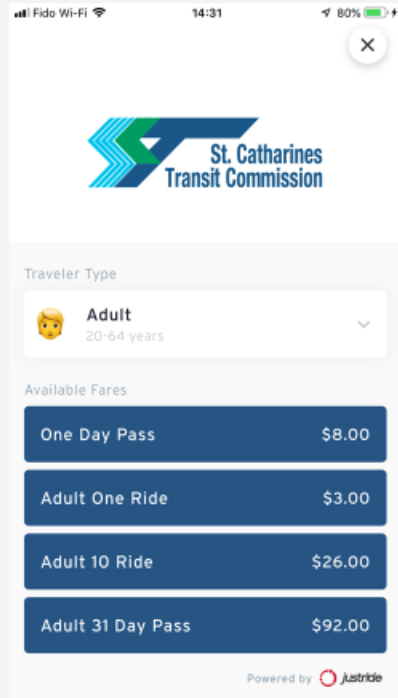 Fido Wi-Fi 14:31 80%
St. Catharines
Transit Commission
Traveler Type
Adult
20-64 years
Available Fares
One Day Pass $8.00
Adult One Ride $3.00
Adult 10 Ride $26.00
Adult 31 Day Pass $92.00
Powered by justride